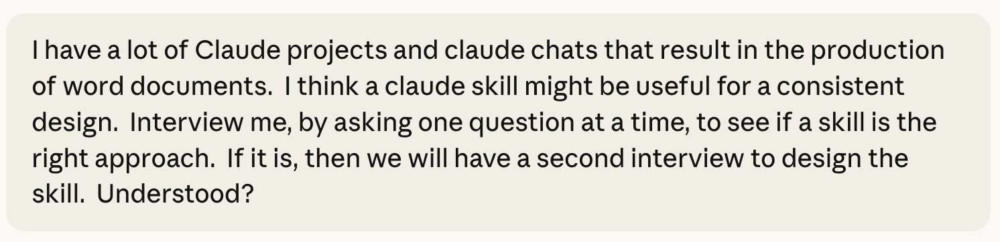 I have a lot of Claude projects and claude chats that result in the production
of word documents.  I think a claude skill might be useful for a consistent
design.  Interview me, by asking one question at a time, to see if a skill is the
right approach.  If it is, then we will have a second interview to design the
skill.  Understood?